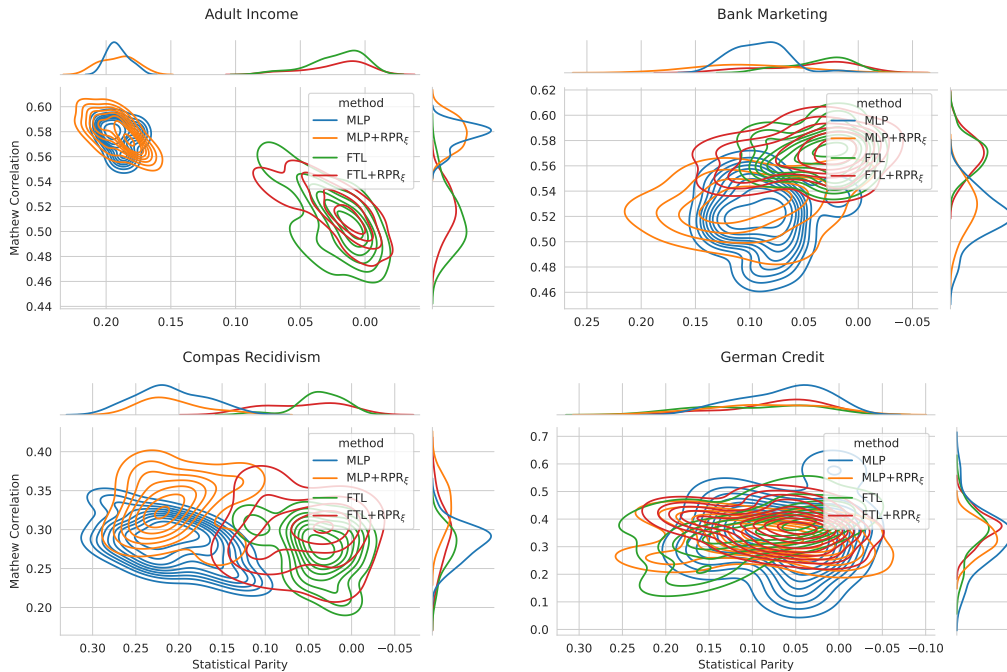 Adult Income
Mathew Correlation
0.60
0.58
0.56
0.54
0.52
0.50
0.48
0.46
0.44
0.20 0.15 0.10 0.05 0.00
method
MLP
MLP+RPRξ
FTL
FTL+RPRξ
Bank Marketing
0.62
0.60
0.58
0.56
0.54
0.52
0.50
0.48
0.46
0.25 0.20 0.15 0.10 0.05 0.00 −0.05
method
MLP
MLP+RPRξ
FTL
FTL+RPRξ
Compas Recidivism
Mathew Correlation
0.40
0.35
0.30
0.25
0.20
0.30 0.25 0.20 0.15 0.10 0.05 0.00 −0.05
Statistical Parity
method
MLP
MLP+RPRξ
FTL
FTL+RPRξ
German Credit
0.7
0.6
0.5
0.4
0.3
0.2
0.1
0.0
0.30 0.25 0.20 0.15 0.10 0.05 0.00 −0.05 −0.10
Statistical Parity
method
MLP
MLP+RPRξ
FTL
FTL+RPRξ